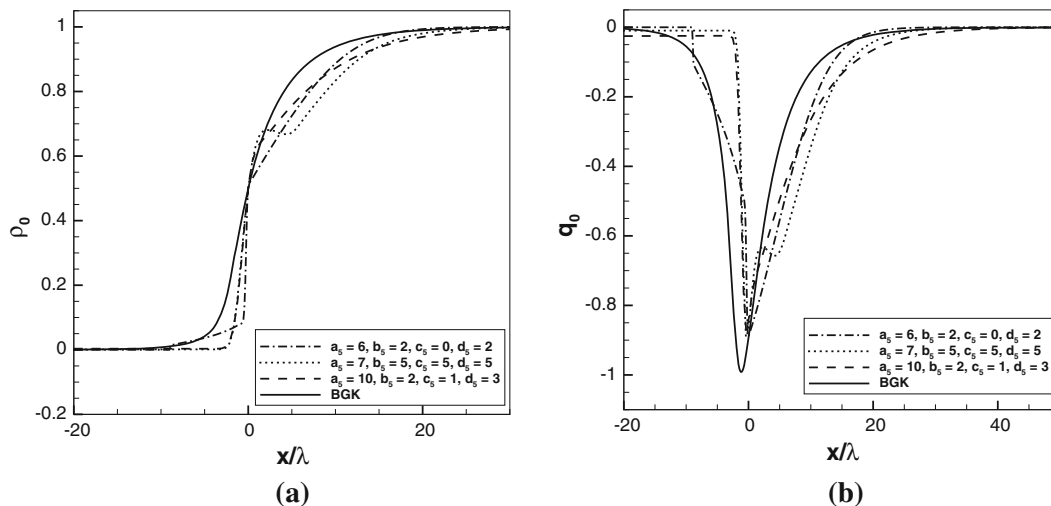 1
0.8
0.6
0.4
0.2
0
-0.2
ρ₀
-20
0
20
x/λ
a₅ = 6, b₅ = 2, c₅ = 0, d₅ = 2
a₅ = 7, b₅ = 5, c₅ = 5, d₅ = 5
a₅ = 10, b₅ = 2, c₅ = 1, d₅ = 3
BGK
(a)
0
-0.2
-0.4
-0.6
-0.8
-1
q₀
-20
0
20
40
x/λ
a₅ = 6, b₅ = 2, c₅ = 0, d₅ = 2
a₅ = 7, b₅ = 5, c₅ = 5, d₅ = 5
a₅ = 10, b₅ = 2, c₅ = 1, d₅ = 3
BGK
(b)